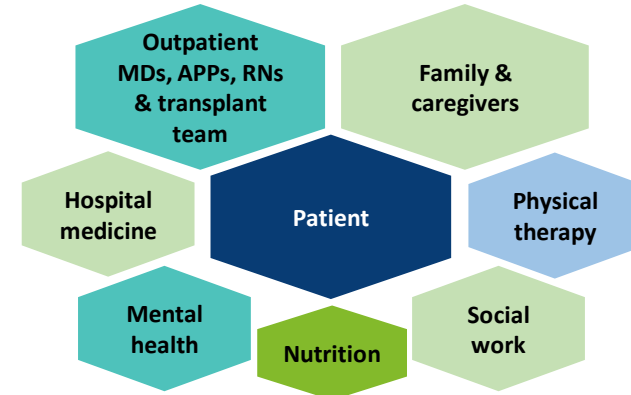 Outpatient
MDs, APPs, RNs
& transplant
team
Family &
caregivers
Hospital
medicine
Patient
Physical
therapy
Mental
health
Nutrition
Social
work